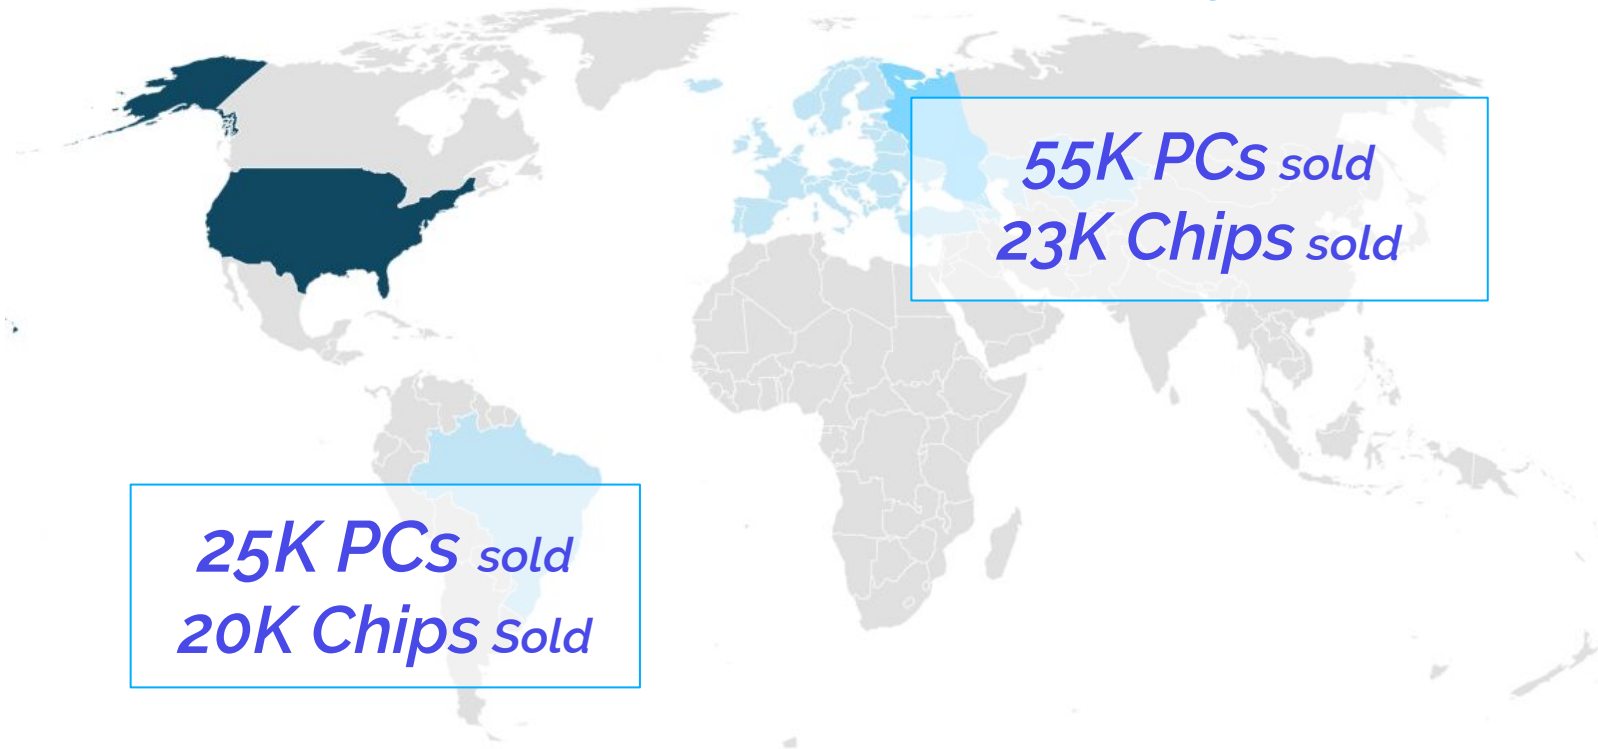 55K PCs sold
23K Chips sold
25K PCs sold
20K Chips Sold